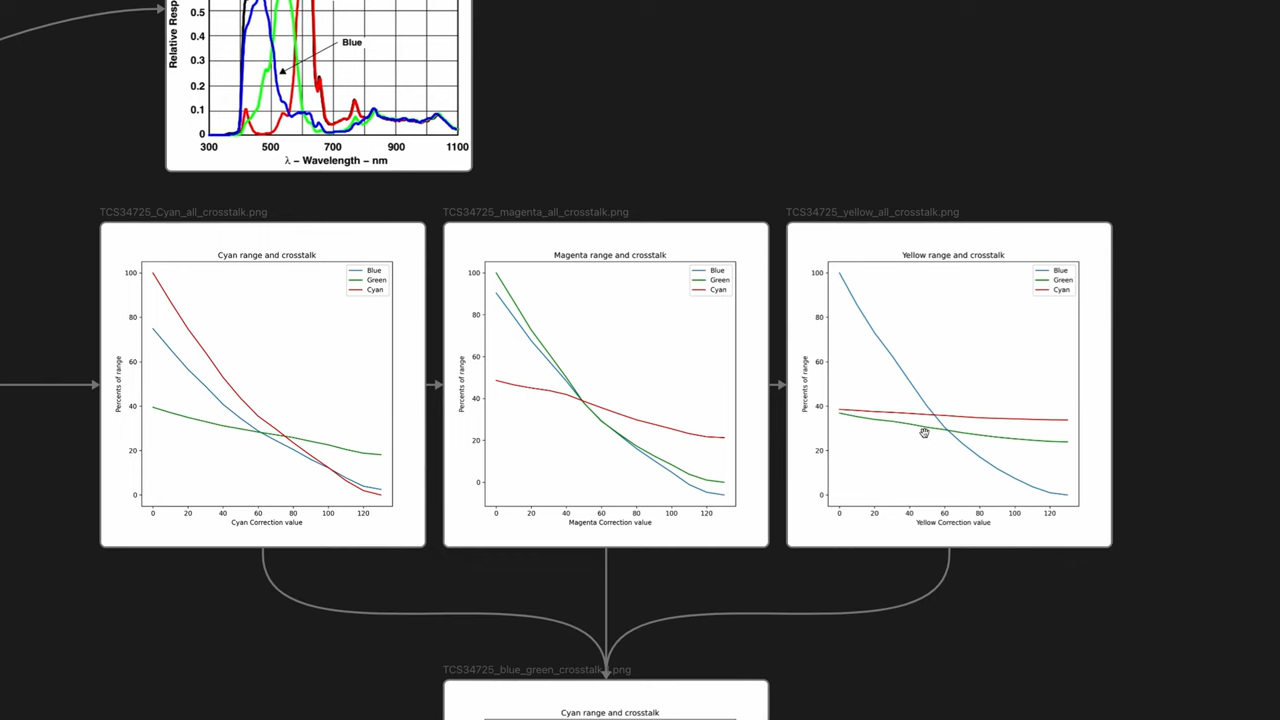 Relative Resp
0.5
0.4
0.3
0.2
0.1
0
Blue
300 500 700 900 1100
λ – Wavelength – nm
TCS34725_Cyan_all_crosstalk.png
Cyan range and crosstalk
Blue
Green
Cyan
100
80
60
40
20
0
Percents of range
0 20 40 60 80 100 120
Cyan Correction value
TCS34725_magenta_all_crosstalk.png
Magenta range and crosstalk
Blue
Green
Cyan
100
80
60
40
20
0
Percents of range
0 20 40 60 80 100 120
Magenta Correction value
TCS34725_yellow_all_crosstalk.png
Yellow range and crosstalk
Blue
Green
Cyan
100
80
60
40
20
0
Percents of range
0 20 40 60 80 100 120
Yellow Correction value
Cyan range and crosstalk